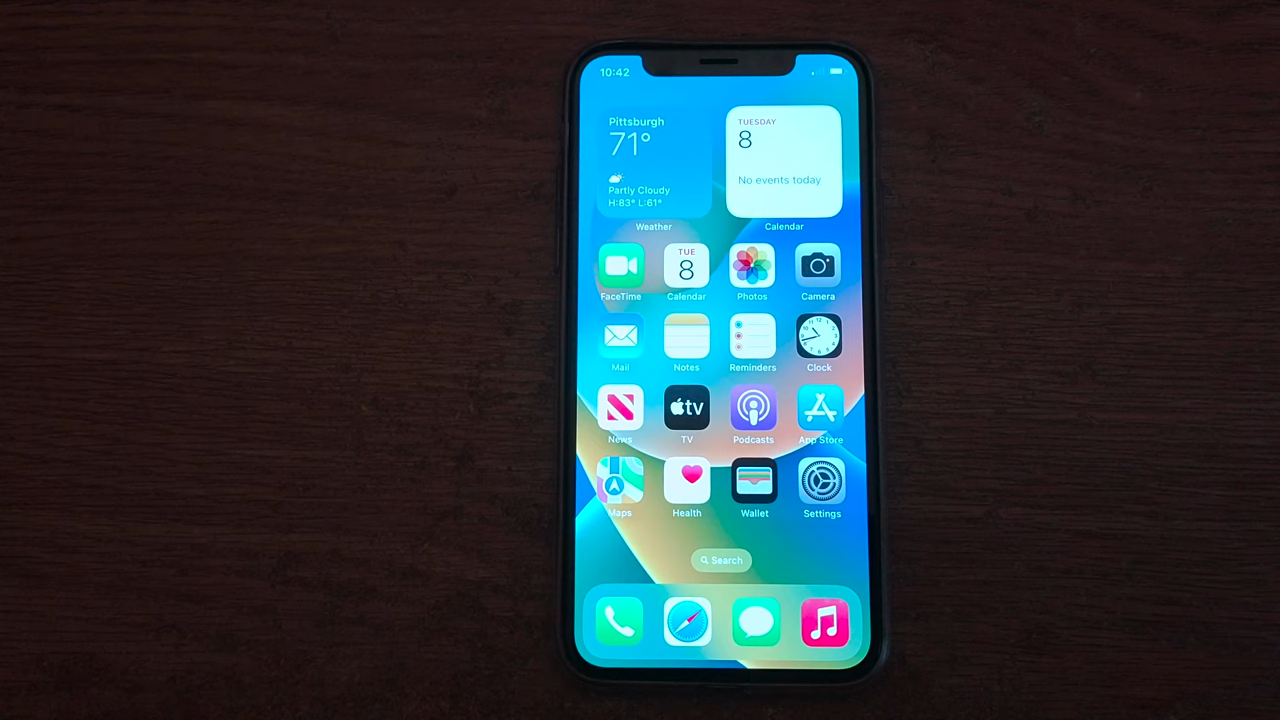 10:42
Pittsburgh
71°
Partly Cloudy
H:83° L:61°
Weather
TUESDAY
8
No events today
Calendar
FaceTime
TUE
8
Calendar
Photos
Camera
Mail
Notes
Reminders
Clock
News
tv
TV
Podcasts
App Store
Maps
Health
Wallet
Settings
Search